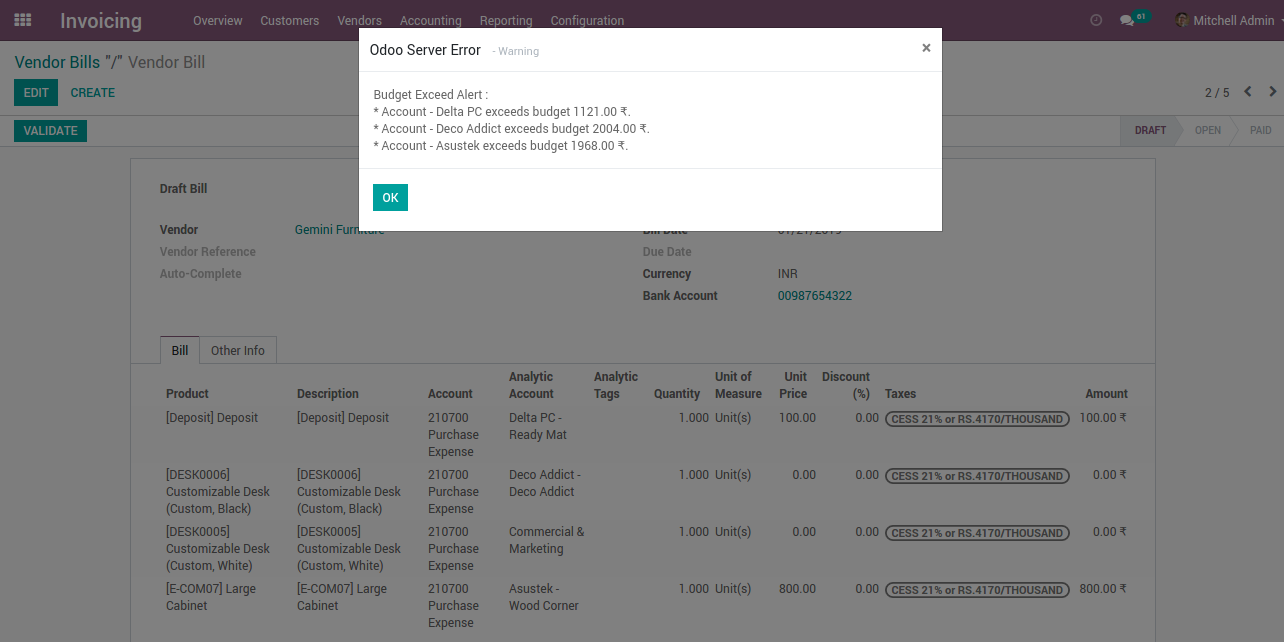 Invoicing Overview Customers Vendors Accounting Reporting Configuration 61 Mitchell Admin
Odoo Server Error - Warning ×
Vendor Bills "/" Vendor Bill
EDIT CREATE 2 / 5
Budget Exceed Alert :
* Account - Delta PC exceeds budget 1121.00 ₹.
* Account - Deco Addict exceeds budget 2004.00 ₹.
* Account - Asustek exceeds budget 1968.00 ₹.
VALIDATE DRAFT OPEN PAID
OK
Draft Bill
Vendor Gemini Furniture Bill Date 01/21/2019
Vendor Reference Due Date
Auto-Complete Currency INR
Bank Account 00987654322
Bill Other Info
Product Description Account Analytic Account Analytic Tags Quantity Unit of Measure Unit Price Discount (%) Taxes Amount
[Deposit] Deposit [Deposit] Deposit 210700 Delta PC - 1.000 Unit(s) 100.00 0.00 CESS 21% or RS.4170/THOUSAND 100.00 ₹
Purchase Ready Mat
Expense
[DESK0006] [DESK0006] 210700 Deco Addict - 1.000 Unit(s) 0.00 0.00 CESS 21% or RS.4170/THOUSAND 0.00 ₹
Customizable Desk Customizable Desk Purchase Deco Addict
(Custom, Black) (Custom, Black) Expense
[DESK0005] [DESK0005] 210700 Commercial & 1.000 Unit(s) 0.00 0.00 CESS 21% or RS.4170/THOUSAND 0.00 ₹
Customizable Desk Customizable Desk Purchase Marketing
(Custom, White) (Custom, White) Expense
[E-COM07] Large [E-COM07] Large 210700 Asustek - 1.000 Unit(s) 800.00 0.00 CESS 21% or RS.4170/THOUSAND 800.00 ₹
Cabinet Cabinet Purchase Wood Corner
Expense